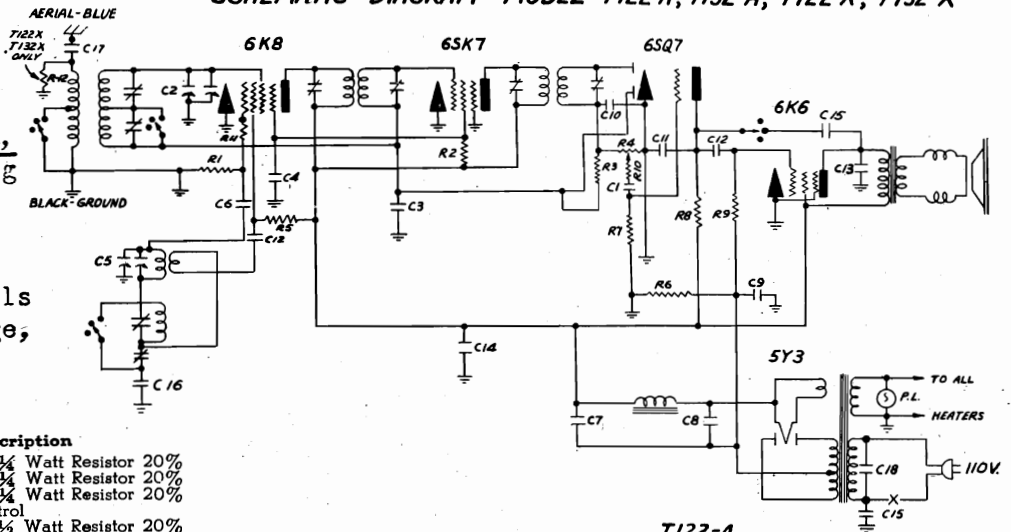 SCHEMATIC DIAGRAM MODEL T122-A, T132-A, T122-X, T132-X
AERIAL-BLUE
T122X
T132X
ONLY
C17
R12
6K8
6SK7
6SQ7
C2
C10
6K6
C15
R11
R1
R2
R4
R3
R10
C11
C12
C13
C4
C1
C6
C3
BLACK-GROUND
R5
C12
R7
R8
R9
C5
R6
C9
ls
ge,
C14
C16
5Y3
TO ALL
P.L.
HEATERS
C7
C8
C18
110V.
C15
cription
¼ Watt Resistor 20%
¼ Watt Resistor 20%
¼ Watt Resistor 20%
trol
½ Watt Resistor 20%
T122-A